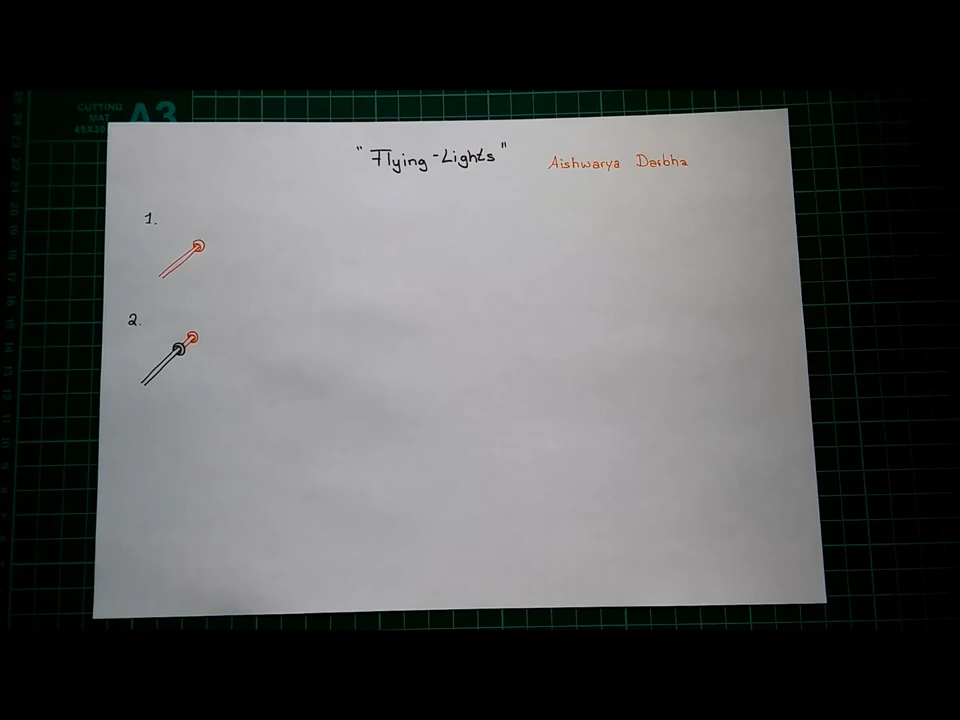 CUTTING
MAT
A3
"Flying-Lights"
Aishwarya Darbha
1.
2.